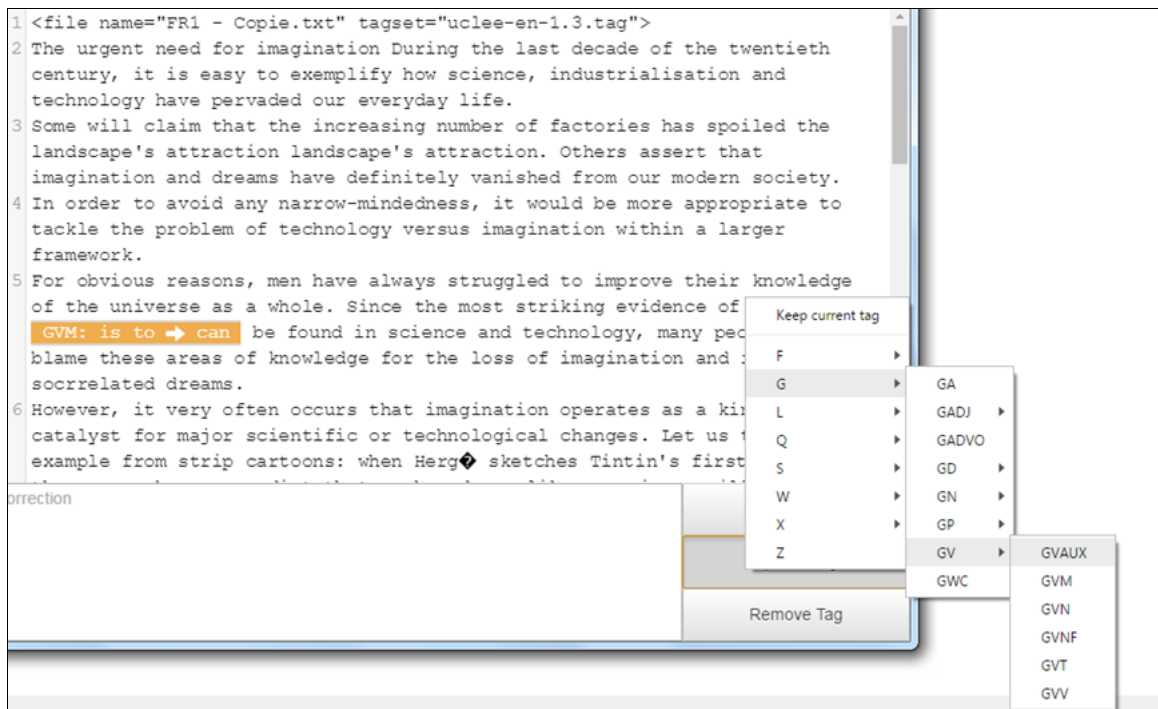 1 <file name="FR1 - Copie.txt" tagset="uclee-en-1.3.tag">
2 The urgent need for imagination During the last decade of the twentieth
century, it is easy to exemplify how science, industrialisation and
technology have pervaded our everyday life.
3 Some will claim that the increasing number of factories has spoiled the
landscape's attraction landscape's attraction. Others assert that
imagination and dreams have definitely vanished from our modern society.
4 In order to avoid any narrow-mindedness, it would be more appropriate to
tackle the problem of technology versus imagination within a larger
framework.
5 For obvious reasons, men have always struggled to improve their knowledge
of the universe as a whole. Since the most striking evidence of
GVM: is to ➔ can be found in science and technology, many
blame these areas of knowledge for the loss of imagination and
socrrelated dreams.
6 However, it very often occurs that imagination operates as a
catalyst for major scientific or technological changes. Let us
example from strip cartoons: when Herg� sketches Tintin's first
orrection
Remove Tag
Keep current tag
F
G
L
Q
S
W
X
Z
GA
GADJ
GADVO
GD
GN
GP
GV
GWC
GVAUX
GVM
GVN
GVNF
GVT
GVV